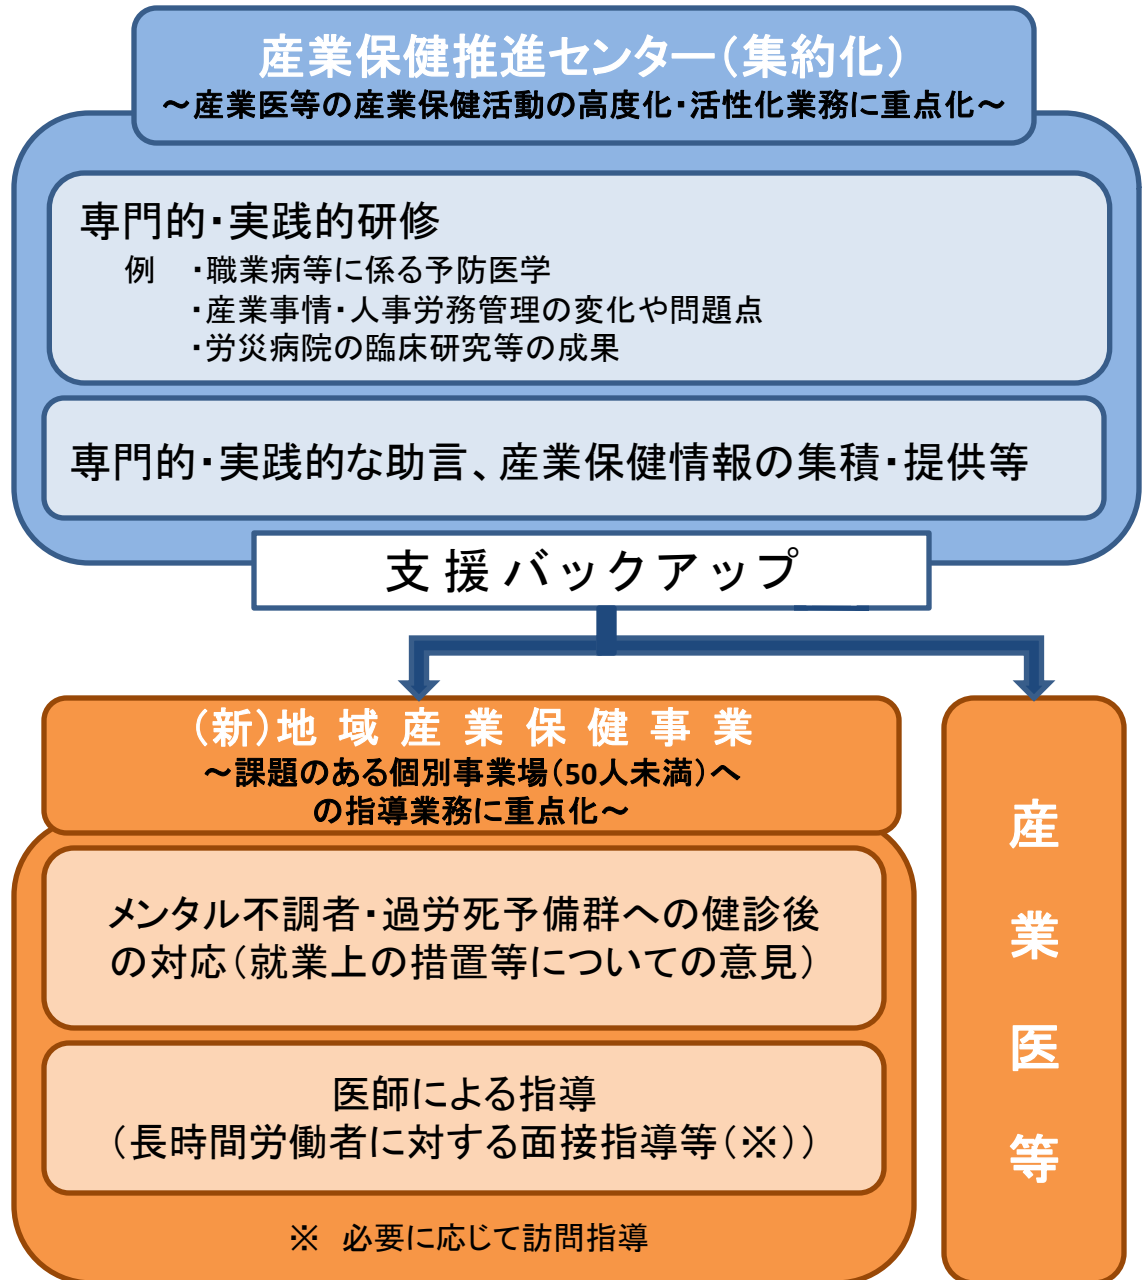 産業保健推進センター（集約化）
～産業医等の産業保健活動の高度化・活性化業務に重点化～
専門的・実践的研修
例　・職業病等に係る予防医学
・産業事情・人事労務管理の変化や問題点
・労災病院の臨床研究等の成果
専門的・実践的な助言、産業保健情報の集積・提供等
支 援 バックアップ
（新）地 域 産 業 保 健 事 業
～課題のある個別事業場（50人未満）へ
の指導業務に重点化～
メンタル不調者・過労死予備群への健診後
の対応（就業上の措置等についての意見）
医師による指導
（長時間労働者に対する面接指導等（※））
※　必要に応じて訪問指導
産
業
医
等